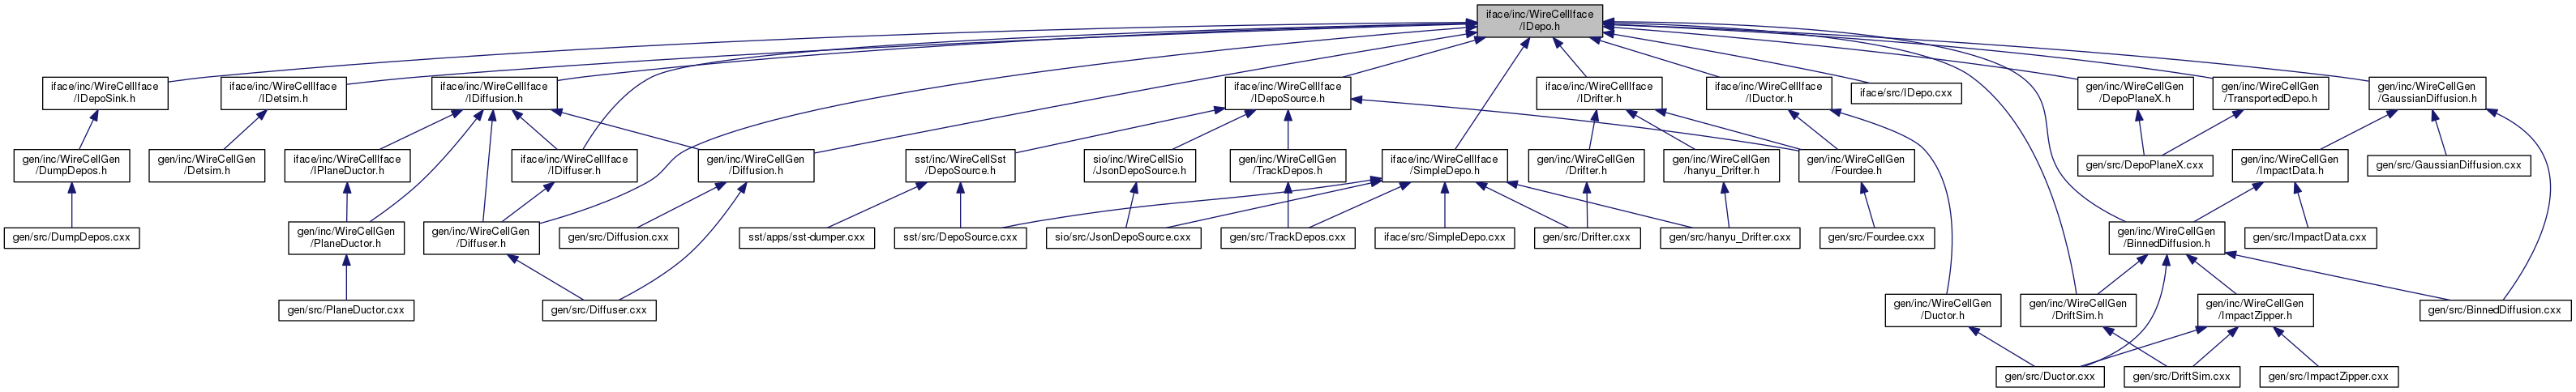 iface/inc/WireCellIface
/IDepo.h
iface/inc/WireCellIface
/IDepoSink.h
iface/inc/WireCellIface
/IDetsim.h
iface/inc/WireCellIface
/IDiffusion.h
iface/inc/WireCellIface
/IDepoSource.h
iface/inc/WireCellIface
/IDrifter.h
iface/inc/WireCellIface
/IDuctor.h
iface/src/IDepo.cxx
gen/inc/WireCellGen
/DepoPlaneX.h
gen/inc/WireCellGen
/TransportedDepo.h
gen/inc/WireCellGen
/GaussianDiffusion.h
gen/inc/WireCellGen
/DumpDepos.h
gen/inc/WireCellGen
/Detsim.h
iface/inc/WireCellIface
/IPlaneDuctor.h
iface/inc/WireCellIface
/IDiffuser.h
gen/inc/WireCellGen
/Diffusion.h
sst/inc/WireCellSst
/DepoSource.h
sio/inc/WireCellSio
/JsonDepoSource.h
gen/inc/WireCellGen
/TrackDepos.h
iface/inc/WireCellIface
/SimpleDepo.h
gen/inc/WireCellGen
/Drifter.h
gen/inc/WireCellGen
/hanyu_Drifter.h
gen/inc/WireCellGen
/Fourdee.h
gen/src/DepoPlaneX.cxx
gen/inc/WireCellGen
/ImpactData.h
gen/src/GaussianDiffusion.cxx
gen/src/DumpDepos.cxx
gen/inc/WireCellGen
/PlaneDuctor.h
gen/inc/WireCellGen
/Diffuser.h
gen/src/Diffusion.cxx
sst/apps/sst-dumper.cxx
sst/src/DepoSource.cxx
sio/src/JsonDepoSource.cxx
gen/src/TrackDepos.cxx
iface/src/SimpleDepo.cxx
gen/src/Drifter.cxx
gen/src/hanyu_Drifter.cxx
gen/src/Fourdee.cxx
gen/inc/WireCellGen
/BinnedDiffusion.h
gen/src/ImpactData.cxx
gen/src/PlaneDuctor.cxx
gen/src/Diffuser.cxx
gen/inc/WireCellGen
/Ductor.h
gen/inc/WireCellGen
/DriftSim.h
gen/inc/WireCellGen
/ImpactZipper.h
gen/src/BinnedDiffusion.cxx
gen/src/Ductor.cxx
gen/src/DriftSim.cxx
gen/src/ImpactZipper.cxx